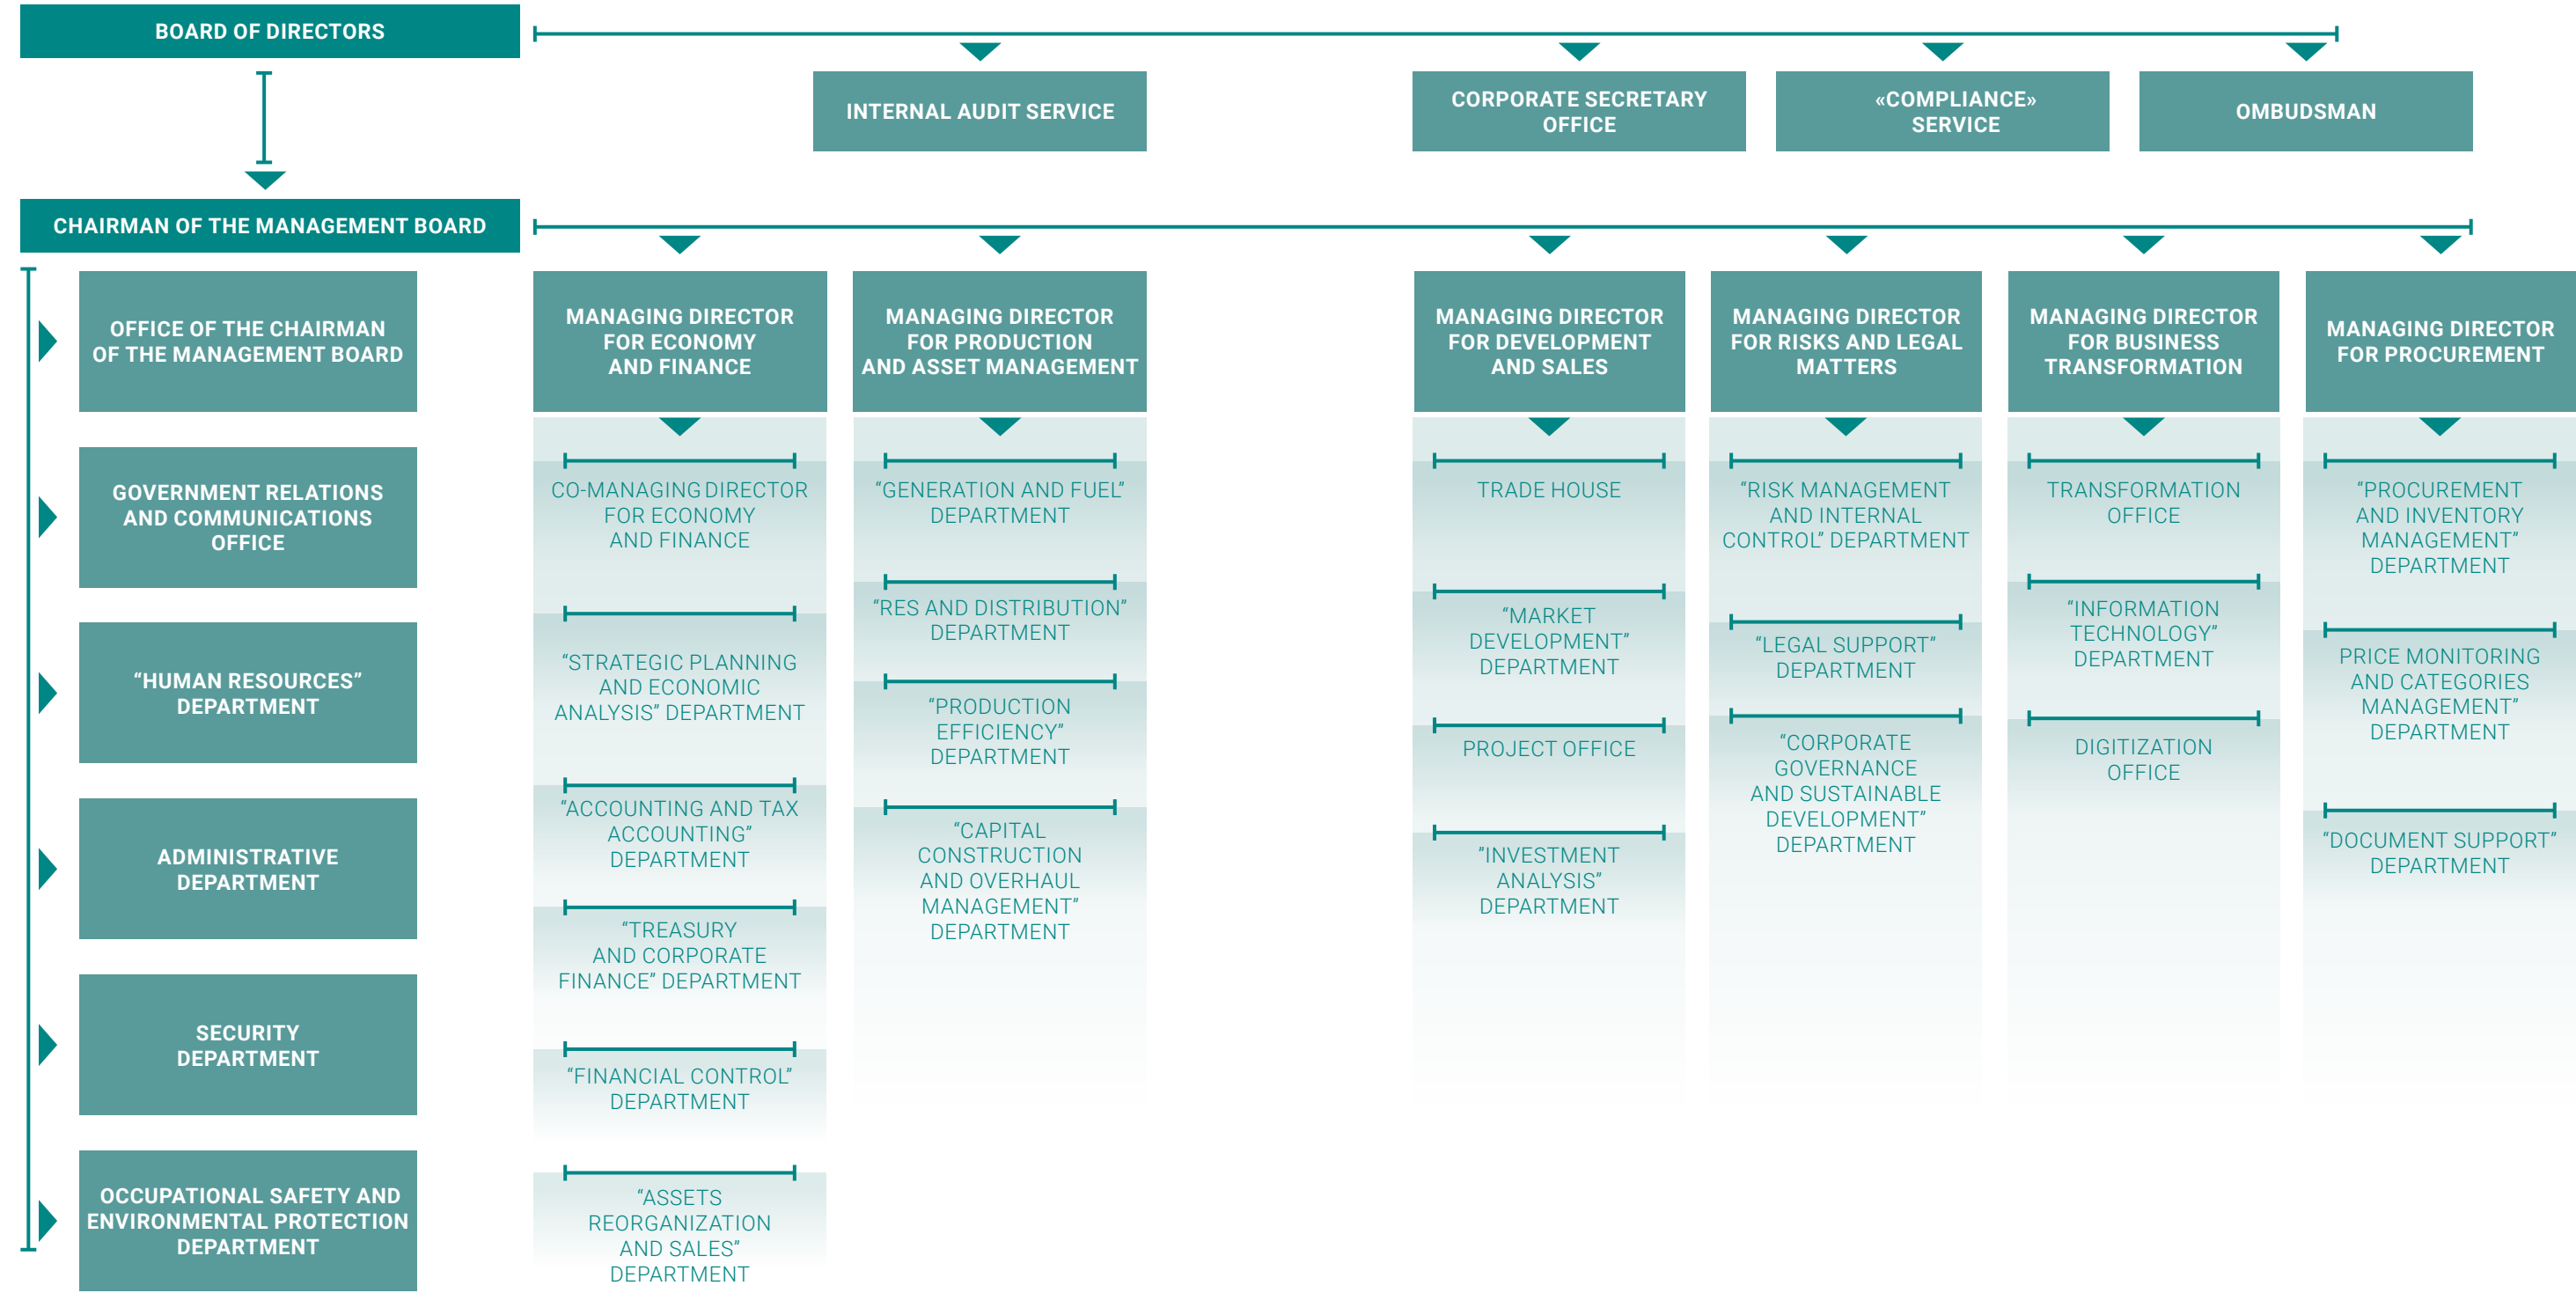 BOARD OF DIRECTORS
INTERNAL AUDIT SERVICE
CORPORATE SECRETARY
OFFICE
«COMPLIANCE»
SERVICE
OMBUDSMAN
CHAIRMAN OF THE MANAGEMENT BOARD
OFFICE OF THE CHAIRMAN
OF THE MANAGEMENT BOARD
GOVERNMENT RELATIONS
AND COMMUNICATIONS
OFFICE
“HUMAN RESOURCES”
DEPARTMENT
ADMINISTRATIVE
DEPARTMENT
SECURITY
DEPARTMENT
OCCUPATIONAL SAFETY AND
ENVIRONMENTAL PROTECTION
DEPARTMENT
MANAGING DIRECTOR
FOR ECONOMY
AND FINANCE
CO-MANAGING DIRECTOR
FOR ECONOMY
AND FINANCE
“STRATEGIC PLANNING
AND ECONOMIC
ANALYSIS” DEPARTMENT
“ACCOUNTING AND TAX
ACCOUNTING”
DEPARTMENT
“TREASURY
AND CORPORATE
FINANCE” DEPARTMENT
“FINANCIAL CONTROL”
DEPARTMENT
“ASSETS
REORGANIZATION
AND SALES”
DEPARTMENT
MANAGING DIRECTOR
FOR PRODUCTION
AND ASSET MANAGEMENT
“GENERATION AND FUEL”
DEPARTMENT
“RES AND DISTRIBUTION”
DEPARTMENT
“PRODUCTION
EFFICIENCY”
DEPARTMENT
“CAPITAL
CONSTRUCTION
AND OVERHAUL
MANAGEMENT”
DEPARTMENT
MANAGING DIRECTOR
FOR DEVELOPMENT
AND SALES
TRADE HOUSE
“MARKET
DEVELOPMENT”
DEPARTMENT
PROJECT OFFICE
”INVESTMENT
ANALYSIS”
DEPARTMENT
MANAGING DIRECTOR
FOR RISKS AND LEGAL
MATTERS
“RISK MANAGEMENT
AND INTERNAL
CONTROL” DEPARTMENT
“LEGAL SUPPORT”
DEPARTMENT
“CORPORATE
GOVERNANCE
AND SUSTAINABLE
DEVELOPMENT”
DEPARTMENT
MANAGING DIRECTOR
FOR BUSINESS
TRANSFORMATION
TRANSFORMATION
OFFICE
“INFORMATION
TECHNOLOGY”
DEPARTMENT
DIGITIZATION
OFFICE
MANAGING DIRECTOR
FOR PROCUREMENT
“PROCUREMENT
AND INVENTORY
MANAGEMENT”
DEPARTMENT
PRICE MONITORING
AND CATEGORIES
MANAGEMENT”
DEPARTMENT
“DOCUMENT SUPPORT”
DEPARTMENT